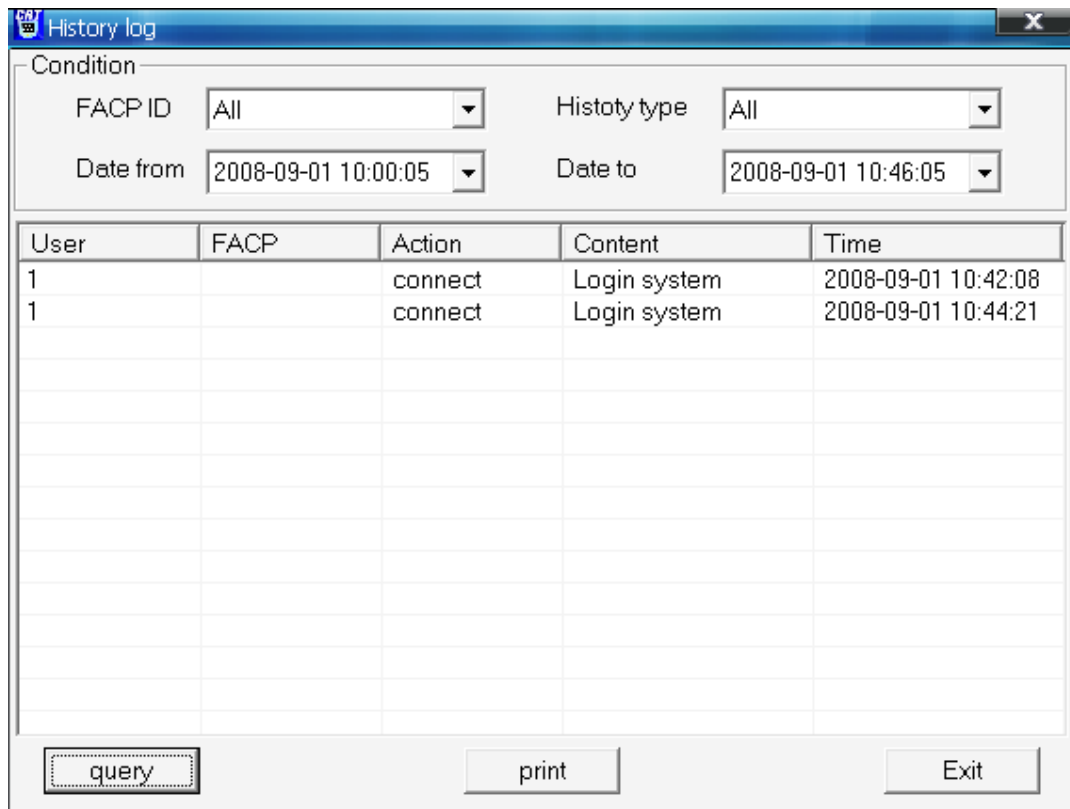 CRT History log X
Condition
FACP ID All Histoty type All
Date from 2008-09-01 10:00:05 Date to 2008-09-01 10:46:05
User FACP Action Content Time
1 connect Login system 2008-09-01 10:42:08
1 connect Login system 2008-09-01 10:44:21
query print Exit